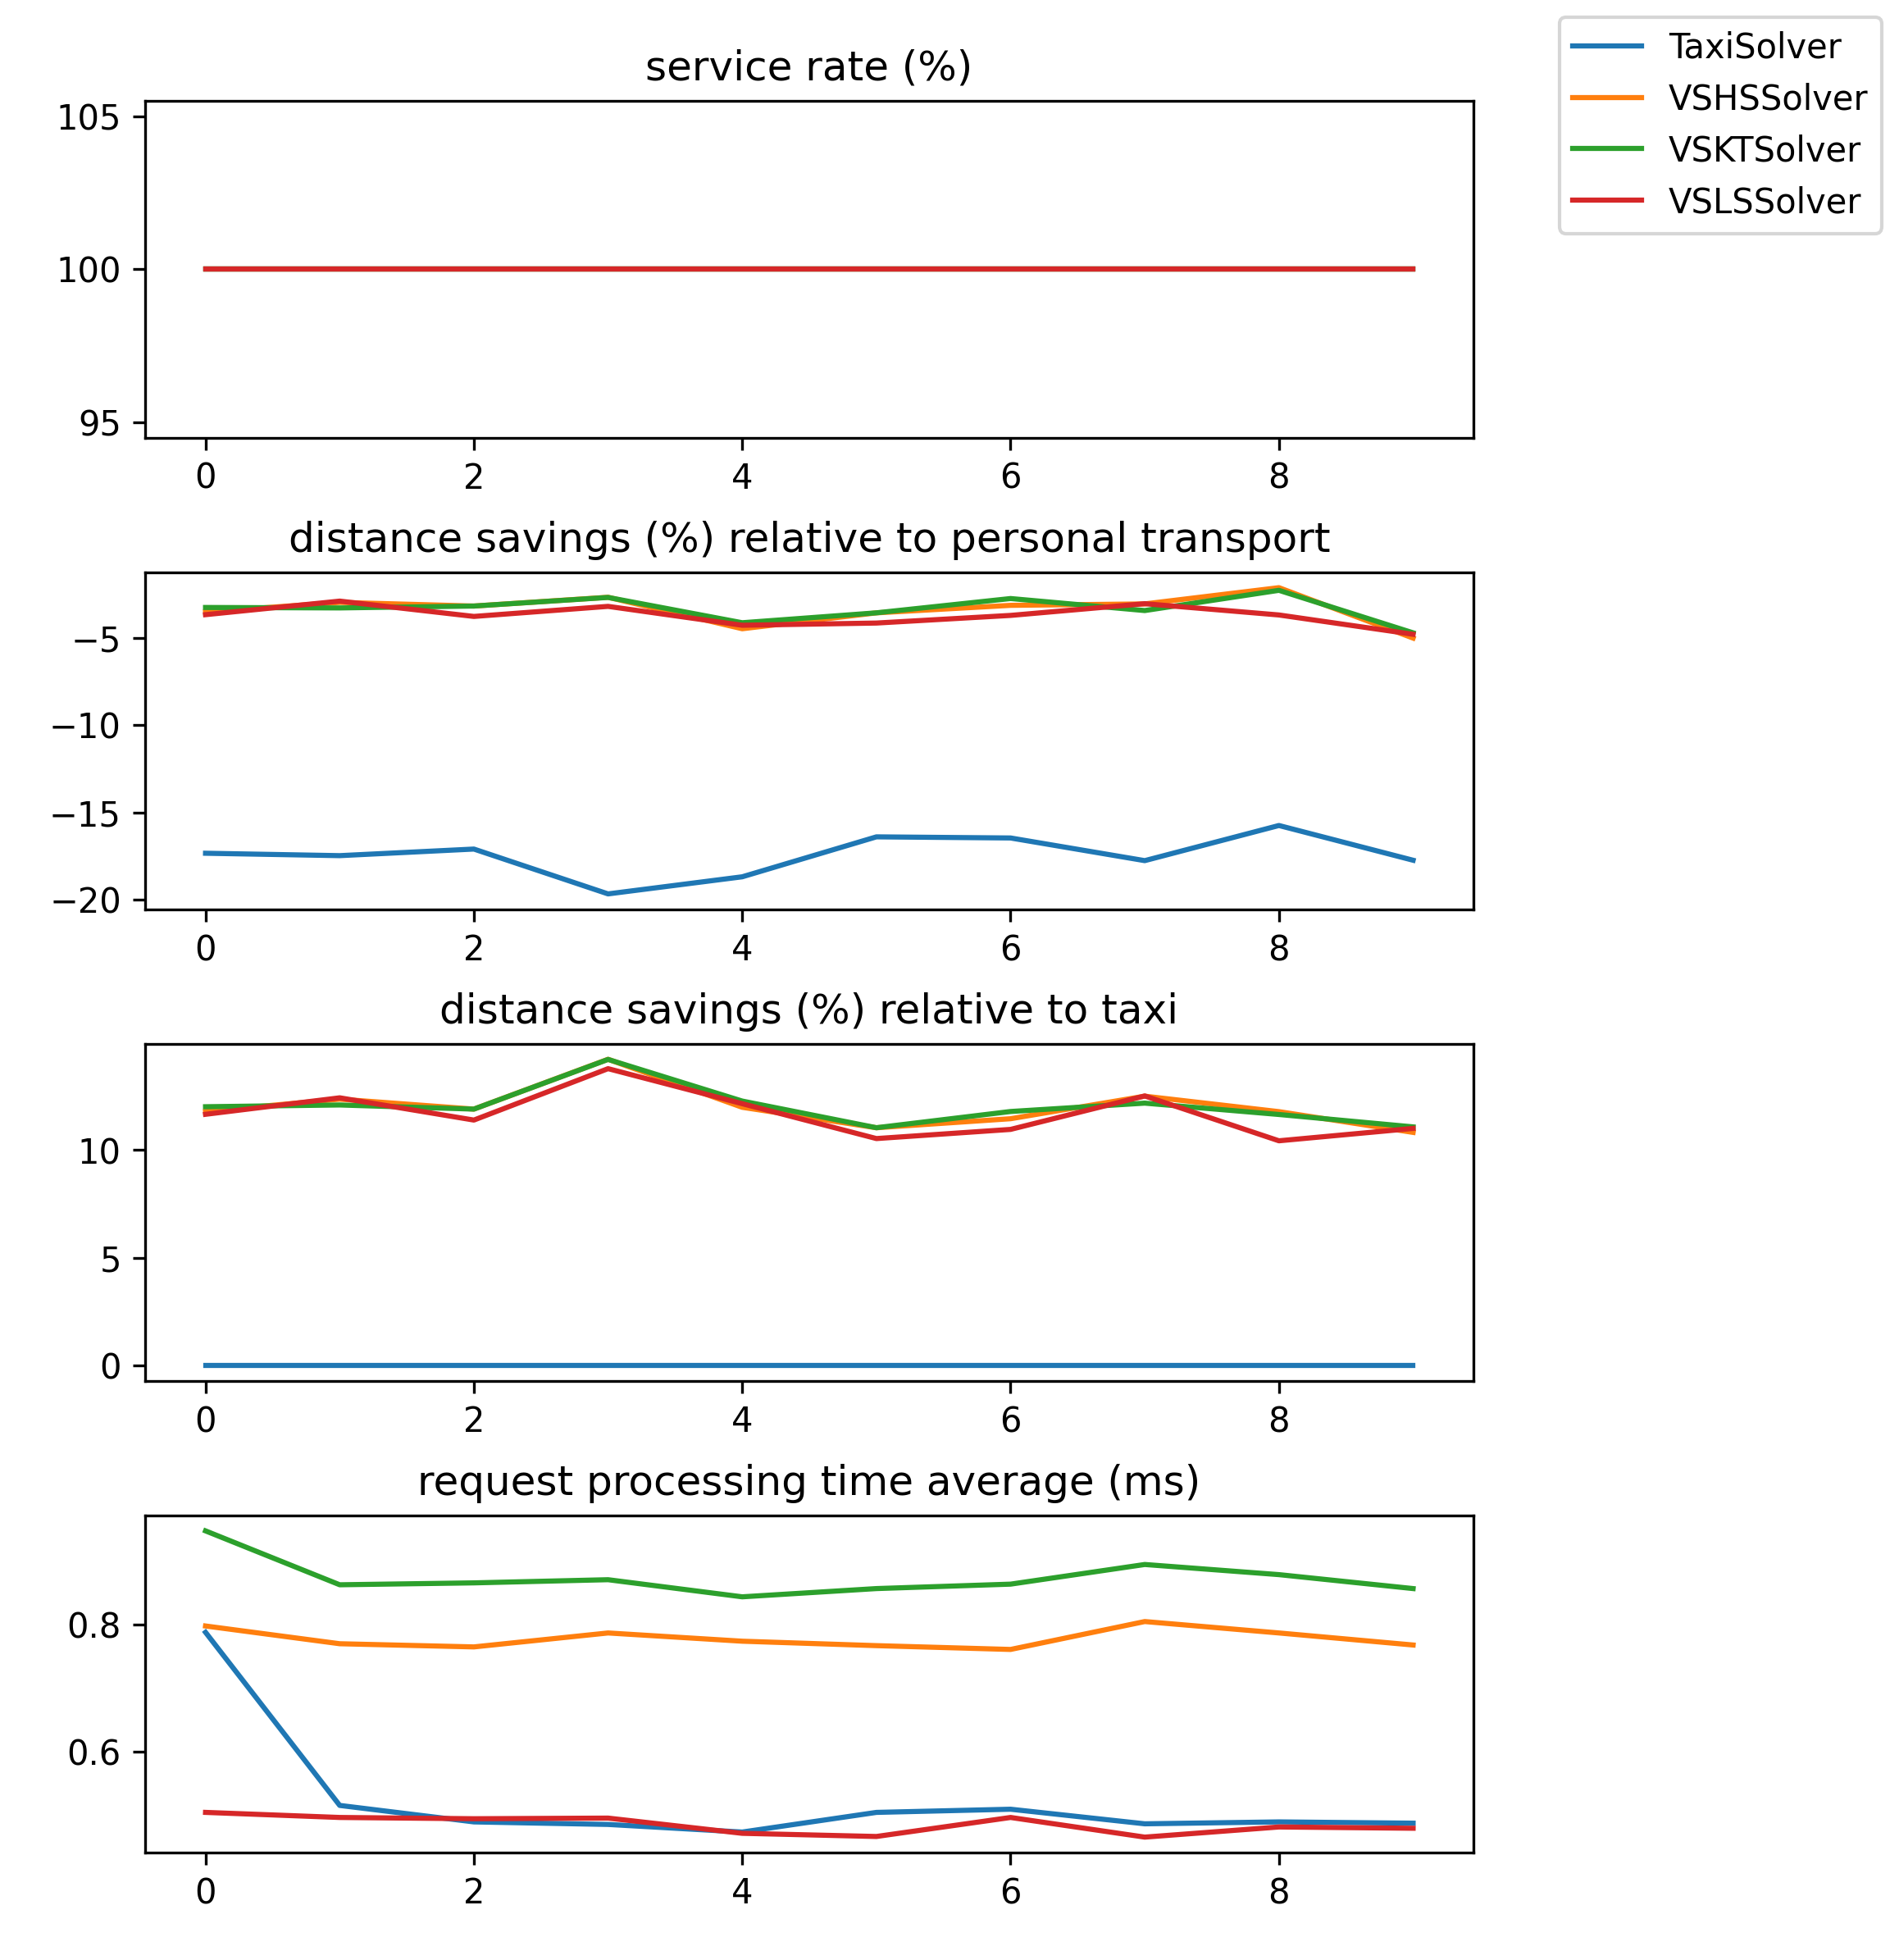 TaxiSolver
VSHSSolver
VSKTSolver
VSLSSolver
service rate (%)
105
100
95
0 2 4 6 8
distance savings (%) relative to personal transport
−5
−10
−15
−20
0 2 4 6 8
distance savings (%) relative to taxi
10
5
0
0 2 4 6 8
request processing time average (ms)
0.8
0.6
0 2 4 6 8